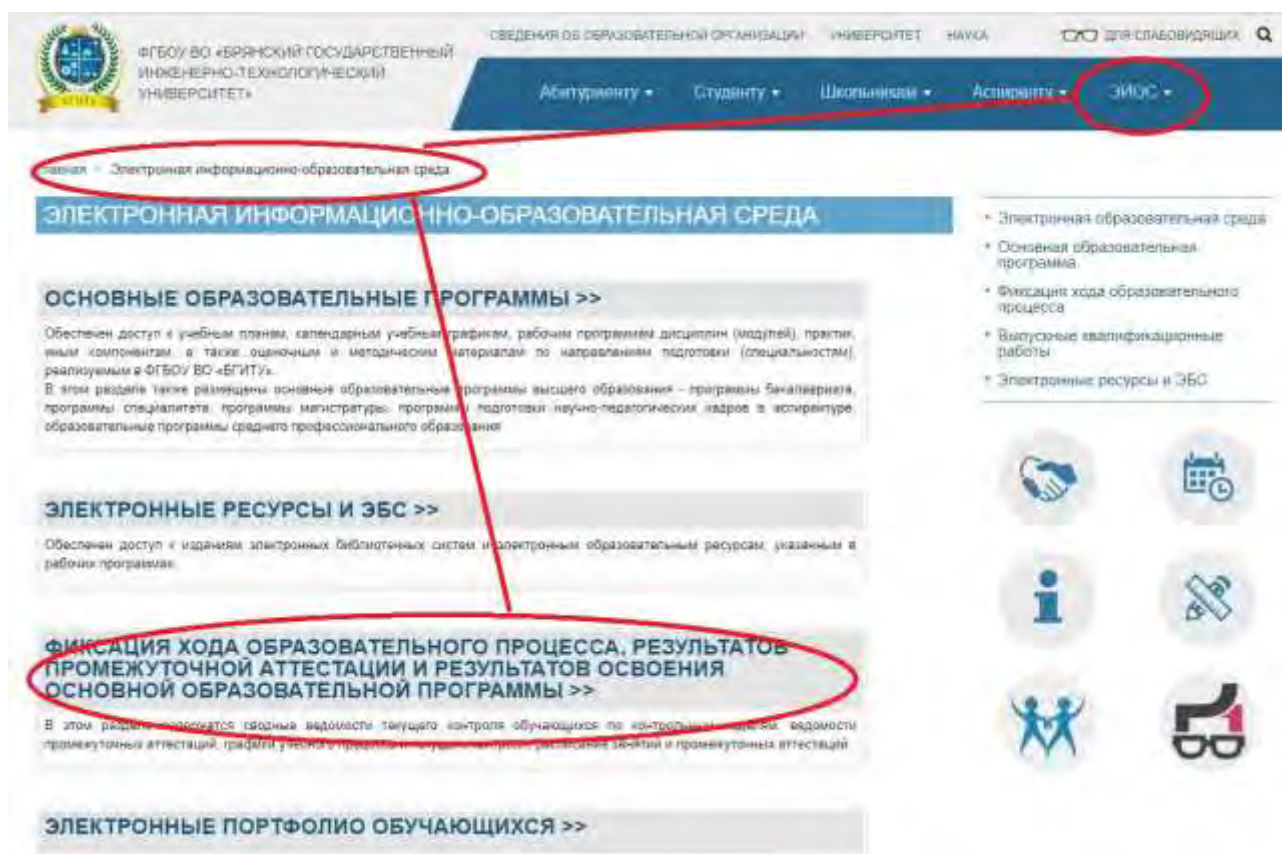 СВЕДЕНИЯ ОБ ОБРАЗОВАТЕЛЬНОЙ ОРГАНИЗАЦИИ УНИВЕРСИТЕТ НАУКА ДЛЯ СЛАБОВИДЯЩИХ
ФГБОУ ВО «БРЯНСКИЙ ГОСУДАРСТВЕННЫЙ
ИНЖЕНЕРНО-ТЕХНОЛОГИЧЕСКИЙ
УНИВЕРСИТЕТ»
БГИТУ
Абитуриенту Студенту Школьникам Аспиранту ЭИОС
Главная Электронная информационно-образовательная среда
ЭЛЕКТРОННАЯ ИНФОРМАЦИОННО-ОБРАЗОВАТЕЛЬНАЯ СРЕДА
ОСНОВНЫЕ ОБРАЗОВАТЕЛЬНЫЕ ПРОГРАММЫ >>
Обеспечен доступ к учебным планам, календарным учебным графикам, рабочим программам дисциплин (модулей), практик,
иным компонентам, а также оценочным и методическим материалам по направлениям подготовки (специальностям),
реализуемым в ФГБОУ ВО «БГИТУ».
В этом разделе также размещены основные образовательные программы высшего образования - программы бакалавриата,
программы специалитета, программы магистратуры, программы подготовки научно-педагогических кадров в аспирантуре,
образовательные программы среднего профессионального образования
ЭЛЕКТРОННЫЕ РЕСУРСЫ И ЭБС >>
Обеспечен доступ к изданиям электронных библиотечных систем и электронным образовательным ресурсам, указанным в
рабочих программах
ФИКСАЦИЯ ХОДА ОБРАЗОВАТЕЛЬНОГО ПРОЦЕССА, РЕЗУЛЬТАТОВ
ПРОМЕЖУТОЧНОЙ АТТЕСТАЦИИ И РЕЗУЛЬТАТОВ ОСВОЕНИЯ
ОСНОВНОЙ ОБРАЗОВАТЕЛЬНОЙ ПРОГРАММЫ >>
В этом разделе содержатся сводные ведомости текущего контроля обучающихся по контрольным неделям, ведомости
промежуточных аттестаций, графики учебного процесса расписание занятий и промежуточных аттестаций
ЭЛЕКТРОННЫЕ ПОРТФОЛИО ОБУЧАЮЩИХСЯ >>
Электронная образовательная среда
Основная образовательная
программа
Фиксация хода образовательного
процесса
Выпускные квалификационные
работы
Электронные ресурсы и ЭБС